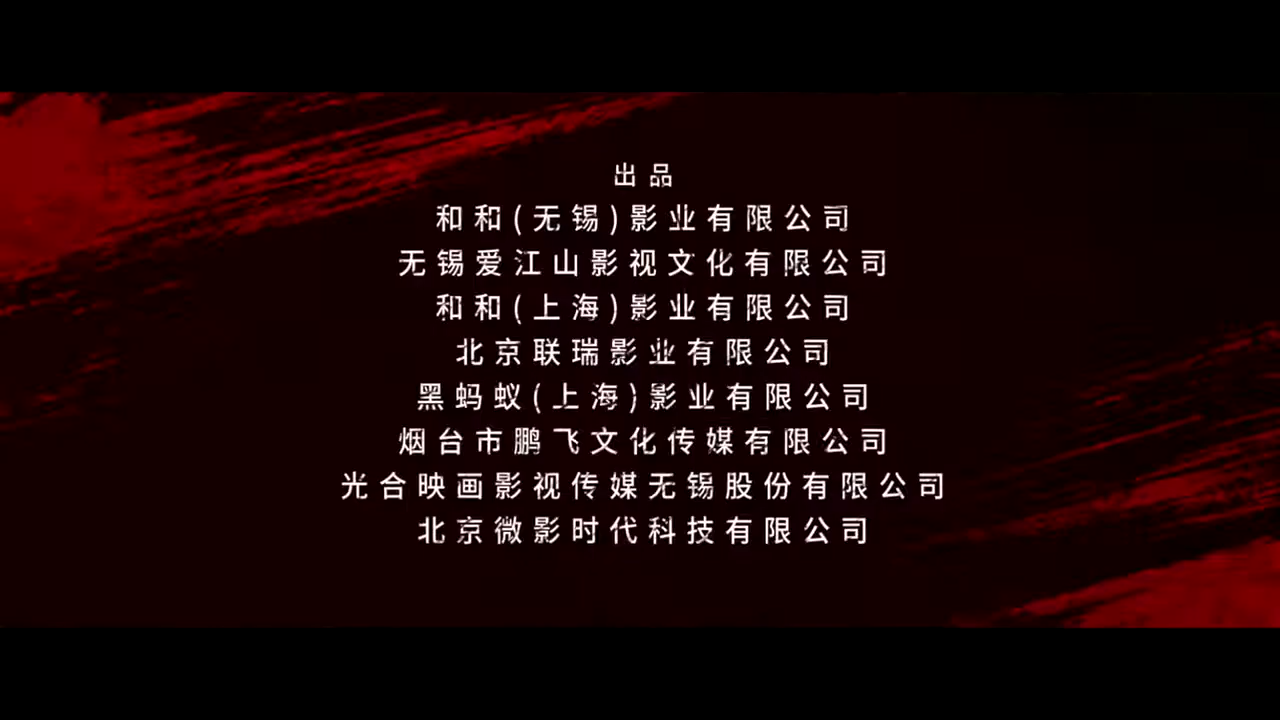 出品
和和(无锡)影业有限公司
无锡爱江山影视文化有限公司
和和(上海)影业有限公司
北京联瑞影业有限公司
黑蚂蚁(上海)影业有限公司
烟台市鹏飞文化传媒有限公司
光合映画影视传媒无锡股份有限公司
北京微影时代科技有限公司